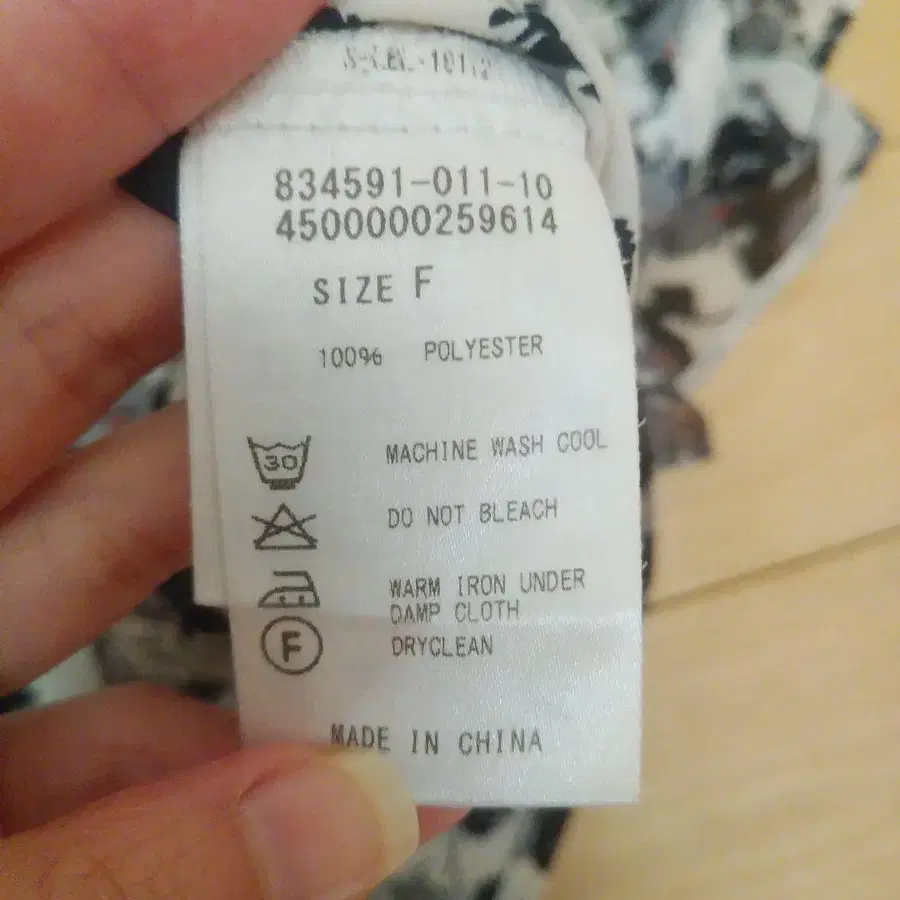 834591-011-10
4500000259614
SIZE F
100% POLYESTER
30 MACHINE WASH COOL
DO NOT BLEACH
WARM IRON UNDER
DAMP CLOTH
F DRYCLEAN
MADE IN CHINA